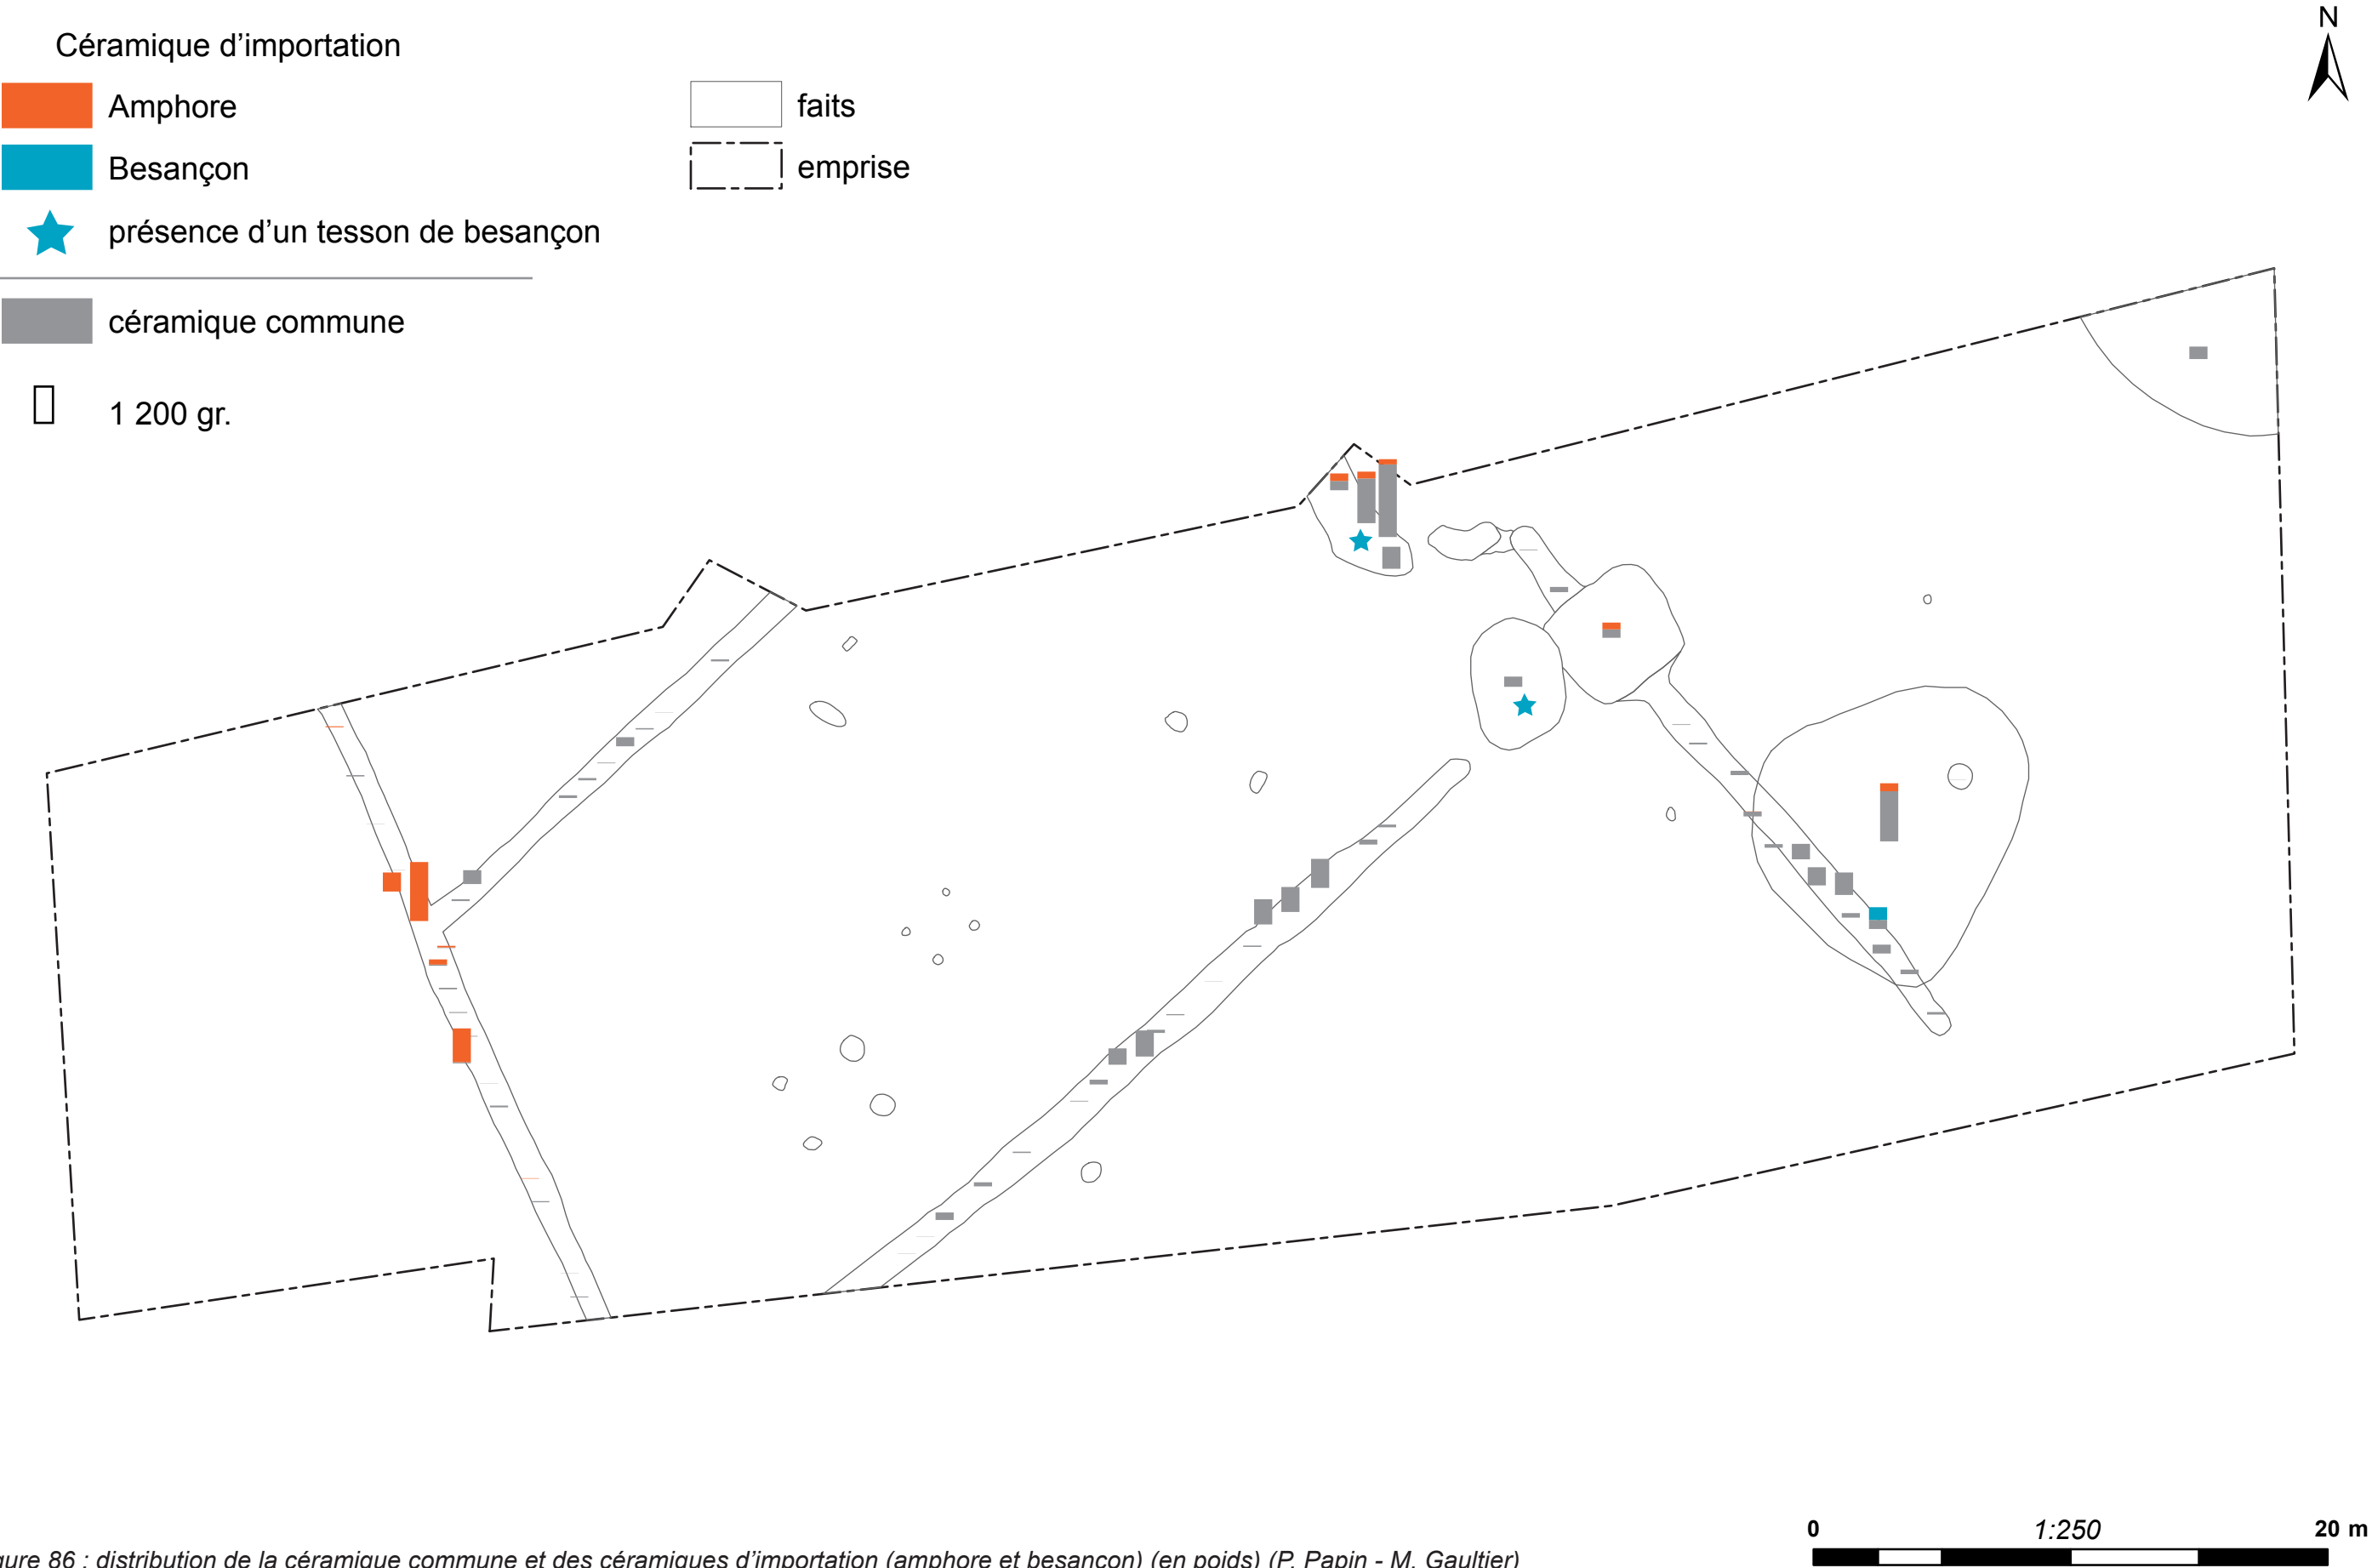 N
Céramique d'importation
Amphore
faits
Besançon
emprise
présence d'un tesson de besançon
céramique commune
1 200 gr.
0
1:250
20 m
: distribution de la céramique commune et des céramiques d'importation (amphore et besançon) (en poids) (P. Papin - M. Gaultier)